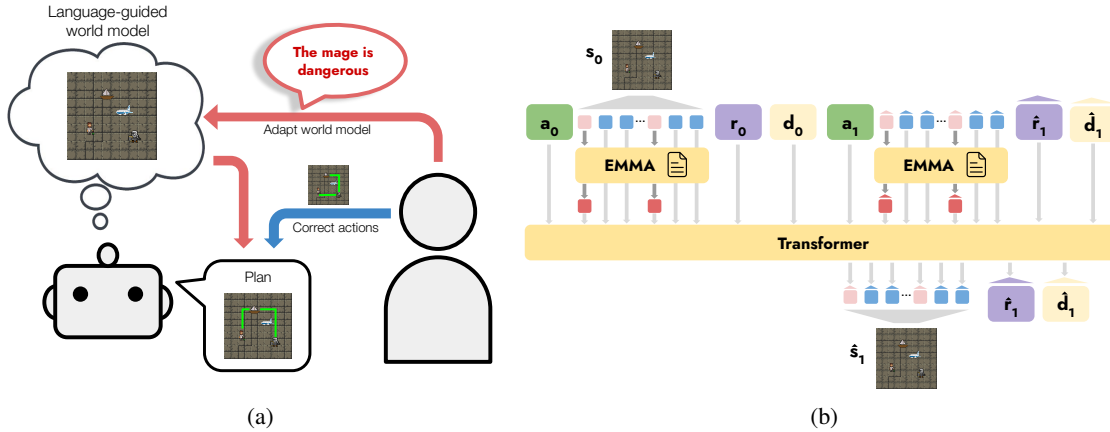 Language-guided
world model
The mage is
dangerous
Adapt world model
Correct actions
Plan
(a)
s0
a0
...
r0
d0
a1
...
r̂1
d̂1
EMMA
EMMA
Transformer
...
r̂1
d̂1
ŝ1
(b)